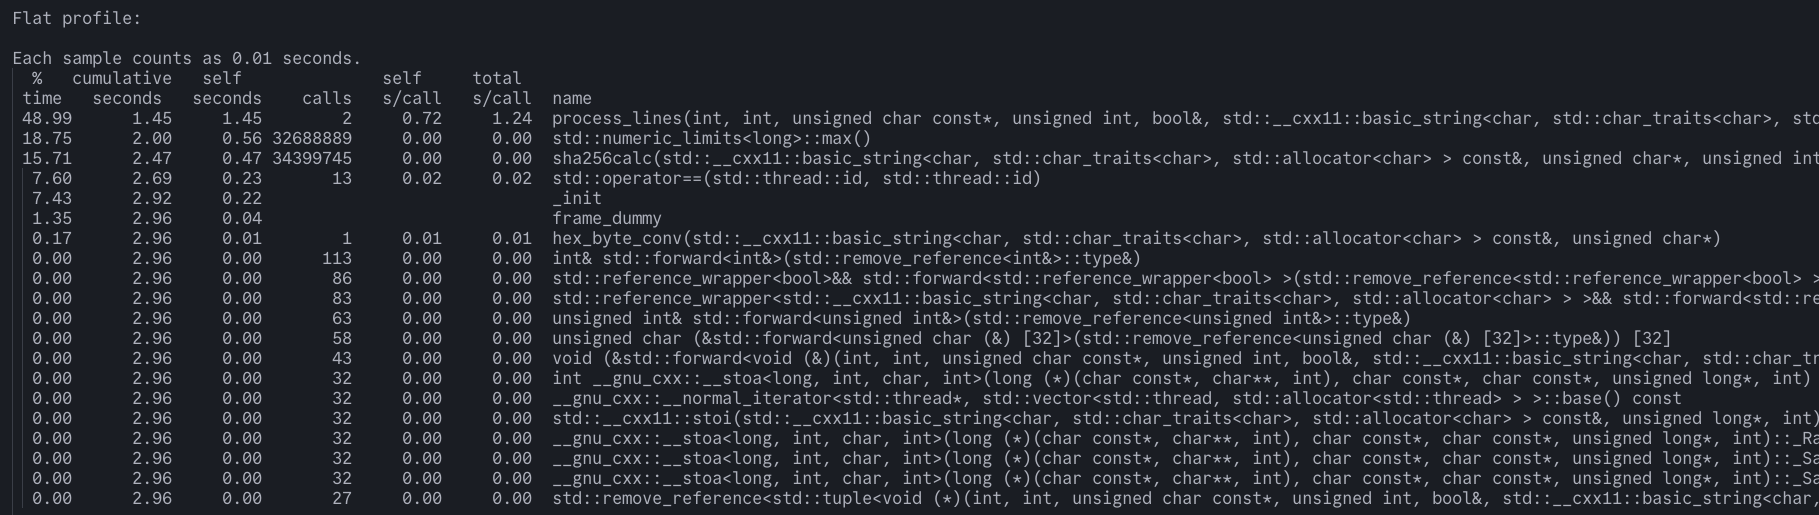 Flat profile:
Each sample counts as 0.01 seconds.
% cumulative self self total
time seconds seconds calls s/call s/call name
48.99 1.45 1.45 2 0.72 1.24 process_lines(int, int, unsigned char const*, unsigned int, bool&, std::__cxx11::basic_string<char, std::char_traits<char>, std
18.75 2.00 0.56 32688889 0.00 0.00 std::numeric_limits<long>::max()
15.71 2.47 0.47 34399745 0.00 0.00 sha256calc(std::__cxx11::basic_string<char, std::char_traits<char>, std::allocator<char> > const&, unsigned char*, unsigned int
7.60 2.69 0.23 13 0.02 0.02 std::operator==(std::thread::id, std::thread::id)
7.43 2.92 0.22 _init
1.35 2.96 0.04 frame_dummy
0.17 2.96 0.01 1 0.01 0.01 hex_byte_conv(std::__cxx11::basic_string<char, std::char_traits<char>, std::allocator<char> > const&, unsigned char*)
0.00 2.96 0.00 113 0.00 0.00 int& std::forward<int&>(std::remove_reference<int&>::type&)
0.00 2.96 0.00 86 0.00 0.00 std::reference_wrapper<bool>&& std::forward<std::reference_wrapper<bool> >(std::remove_reference<std::reference_wrapper<bool> >
0.00 2.96 0.00 83 0.00 0.00 std::reference_wrapper<std::__cxx11::basic_string<char, std::char_traits<char>, std::allocator<char> > >&& std::forward<std::re
0.00 2.96 0.00 63 0.00 0.00 unsigned int& std::forward<unsigned int&>(std::remove_reference<unsigned int&>::type&)
0.00 2.96 0.00 58 0.00 0.00 unsigned char (&std::forward<unsigned char (&) [32]>(std::remove_reference<unsigned char (&) [32]>::type&)) [32]
0.00 2.96 0.00 43 0.00 0.00 void (&std::forward<void (&)(int, int, unsigned char const*, unsigned int, bool&, std::__cxx11::basic_string<char, std::char_tr
0.00 2.96 0.00 32 0.00 0.00 int __gnu_cxx::__stoa<long, int, char, int>(long (*)(char const*, char**, int), char const*, char const*, unsigned long*, int)
0.00 2.96 0.00 32 0.00 0.00 __gnu_cxx::__normal_iterator<std::thread*, std::vector<std::thread, std::allocator<std::thread> > >::base() const
0.00 2.96 0.00 32 0.00 0.00 std::__cxx11::stoi(std::__cxx11::basic_string<char, std::char_traits<char>, std::allocator<char> > const&, unsigned long*, int)
0.00 2.96 0.00 32 0.00 0.00 __gnu_cxx::__stoa<long, int, char, int>(long (*)(char const*, char**, int), char const*, char const*, unsigned long*, int)::_Ra
0.00 2.96 0.00 32 0.00 0.00 __gnu_cxx::__stoa<long, int, char, int>(long (*)(char const*, char**, int), char const*, char const*, unsigned long*, int)::_Sa
0.00 2.96 0.00 32 0.00 0.00 __gnu_cxx::__stoa<long, int, char, int>(long (*)(char const*, char**, int), char const*, char const*, unsigned long*, int)::_Sa
0.00 2.96 0.00 27 0.00 0.00 std::remove_reference<std::tuple<void (*)(int, int, unsigned char const*, unsigned int, bool&, std::__cxx11::basic_string<char,